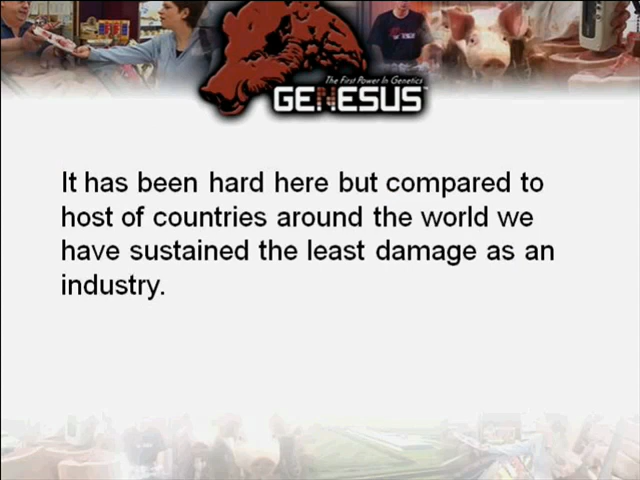 The First Power In Genetics
GENESUS™
It has been hard here but compared to
host of countries around the world we
have sustained the least damage as an
industry.